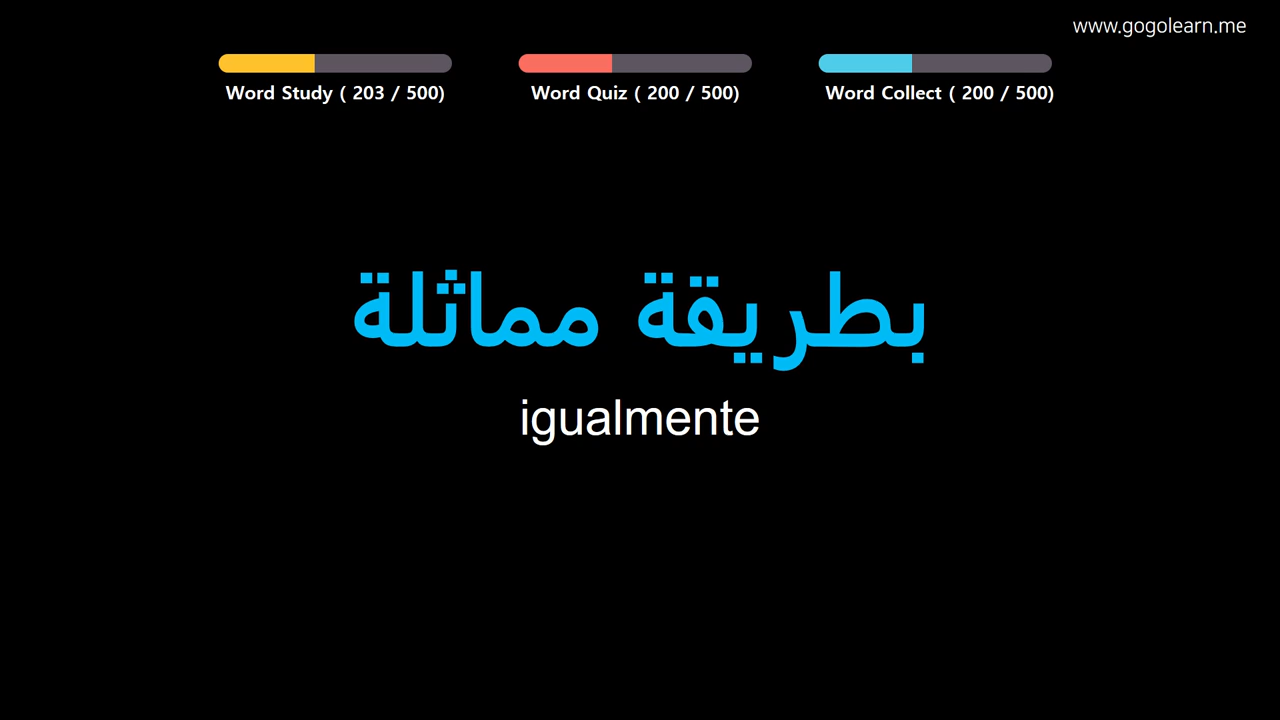 www.gogolearn.me
Word Study ( 203 / 500)
Word Quiz ( 200 / 500)
Word Collect ( 200 / 500)
بطريقة مماثلة
igualmente